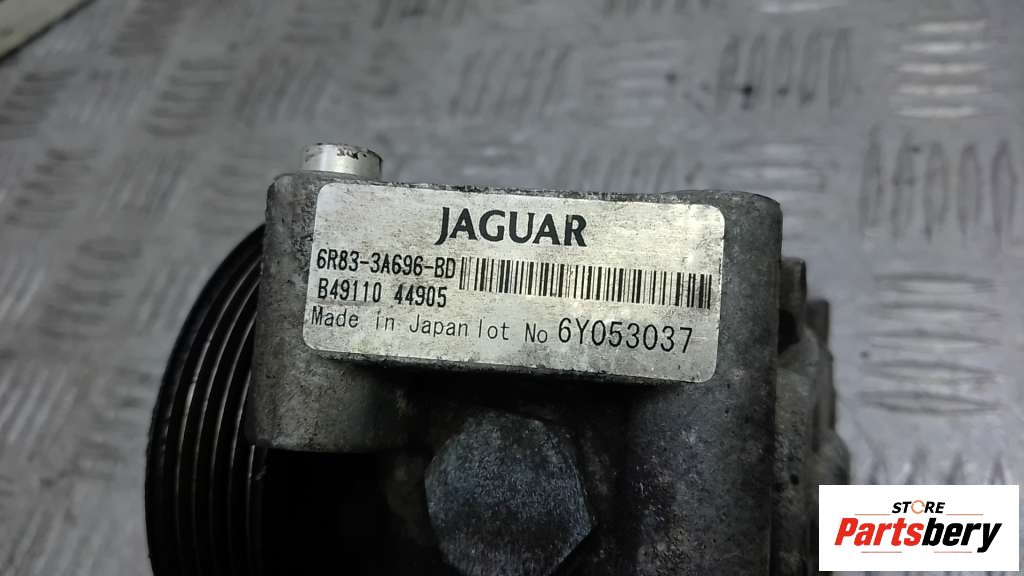 JAGUAR
6R83-3A696-BD
B49110 44905
Made in Japan lot No 6Y053037
STORE
Partsbery